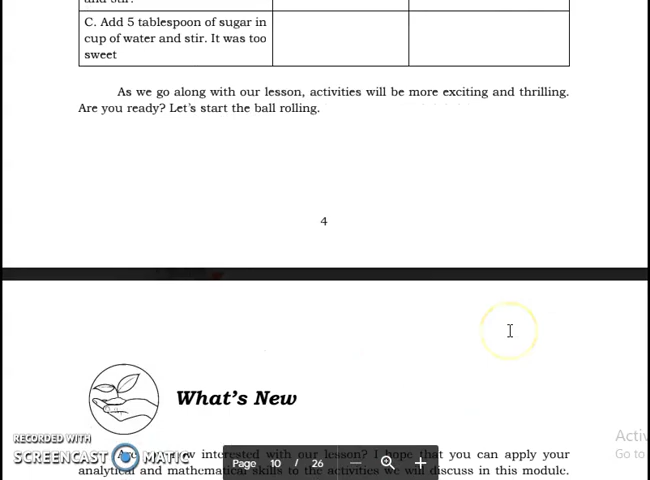 and stir.
C. Add 5 tablespoon of sugar in
cup of water and stir. It was too
sweet
As we go along with our lesson, activities will be more exciting and thrilling.
Are you ready? Let's start the ball rolling.
4
What's New
RECORDED WITH
SCREENCAST MATIC
interested with our lesson? I hope that you can apply your
analytical and mathematical skills to the activities we will discuss in this module.
Page 10 / 26
Activ
Go to